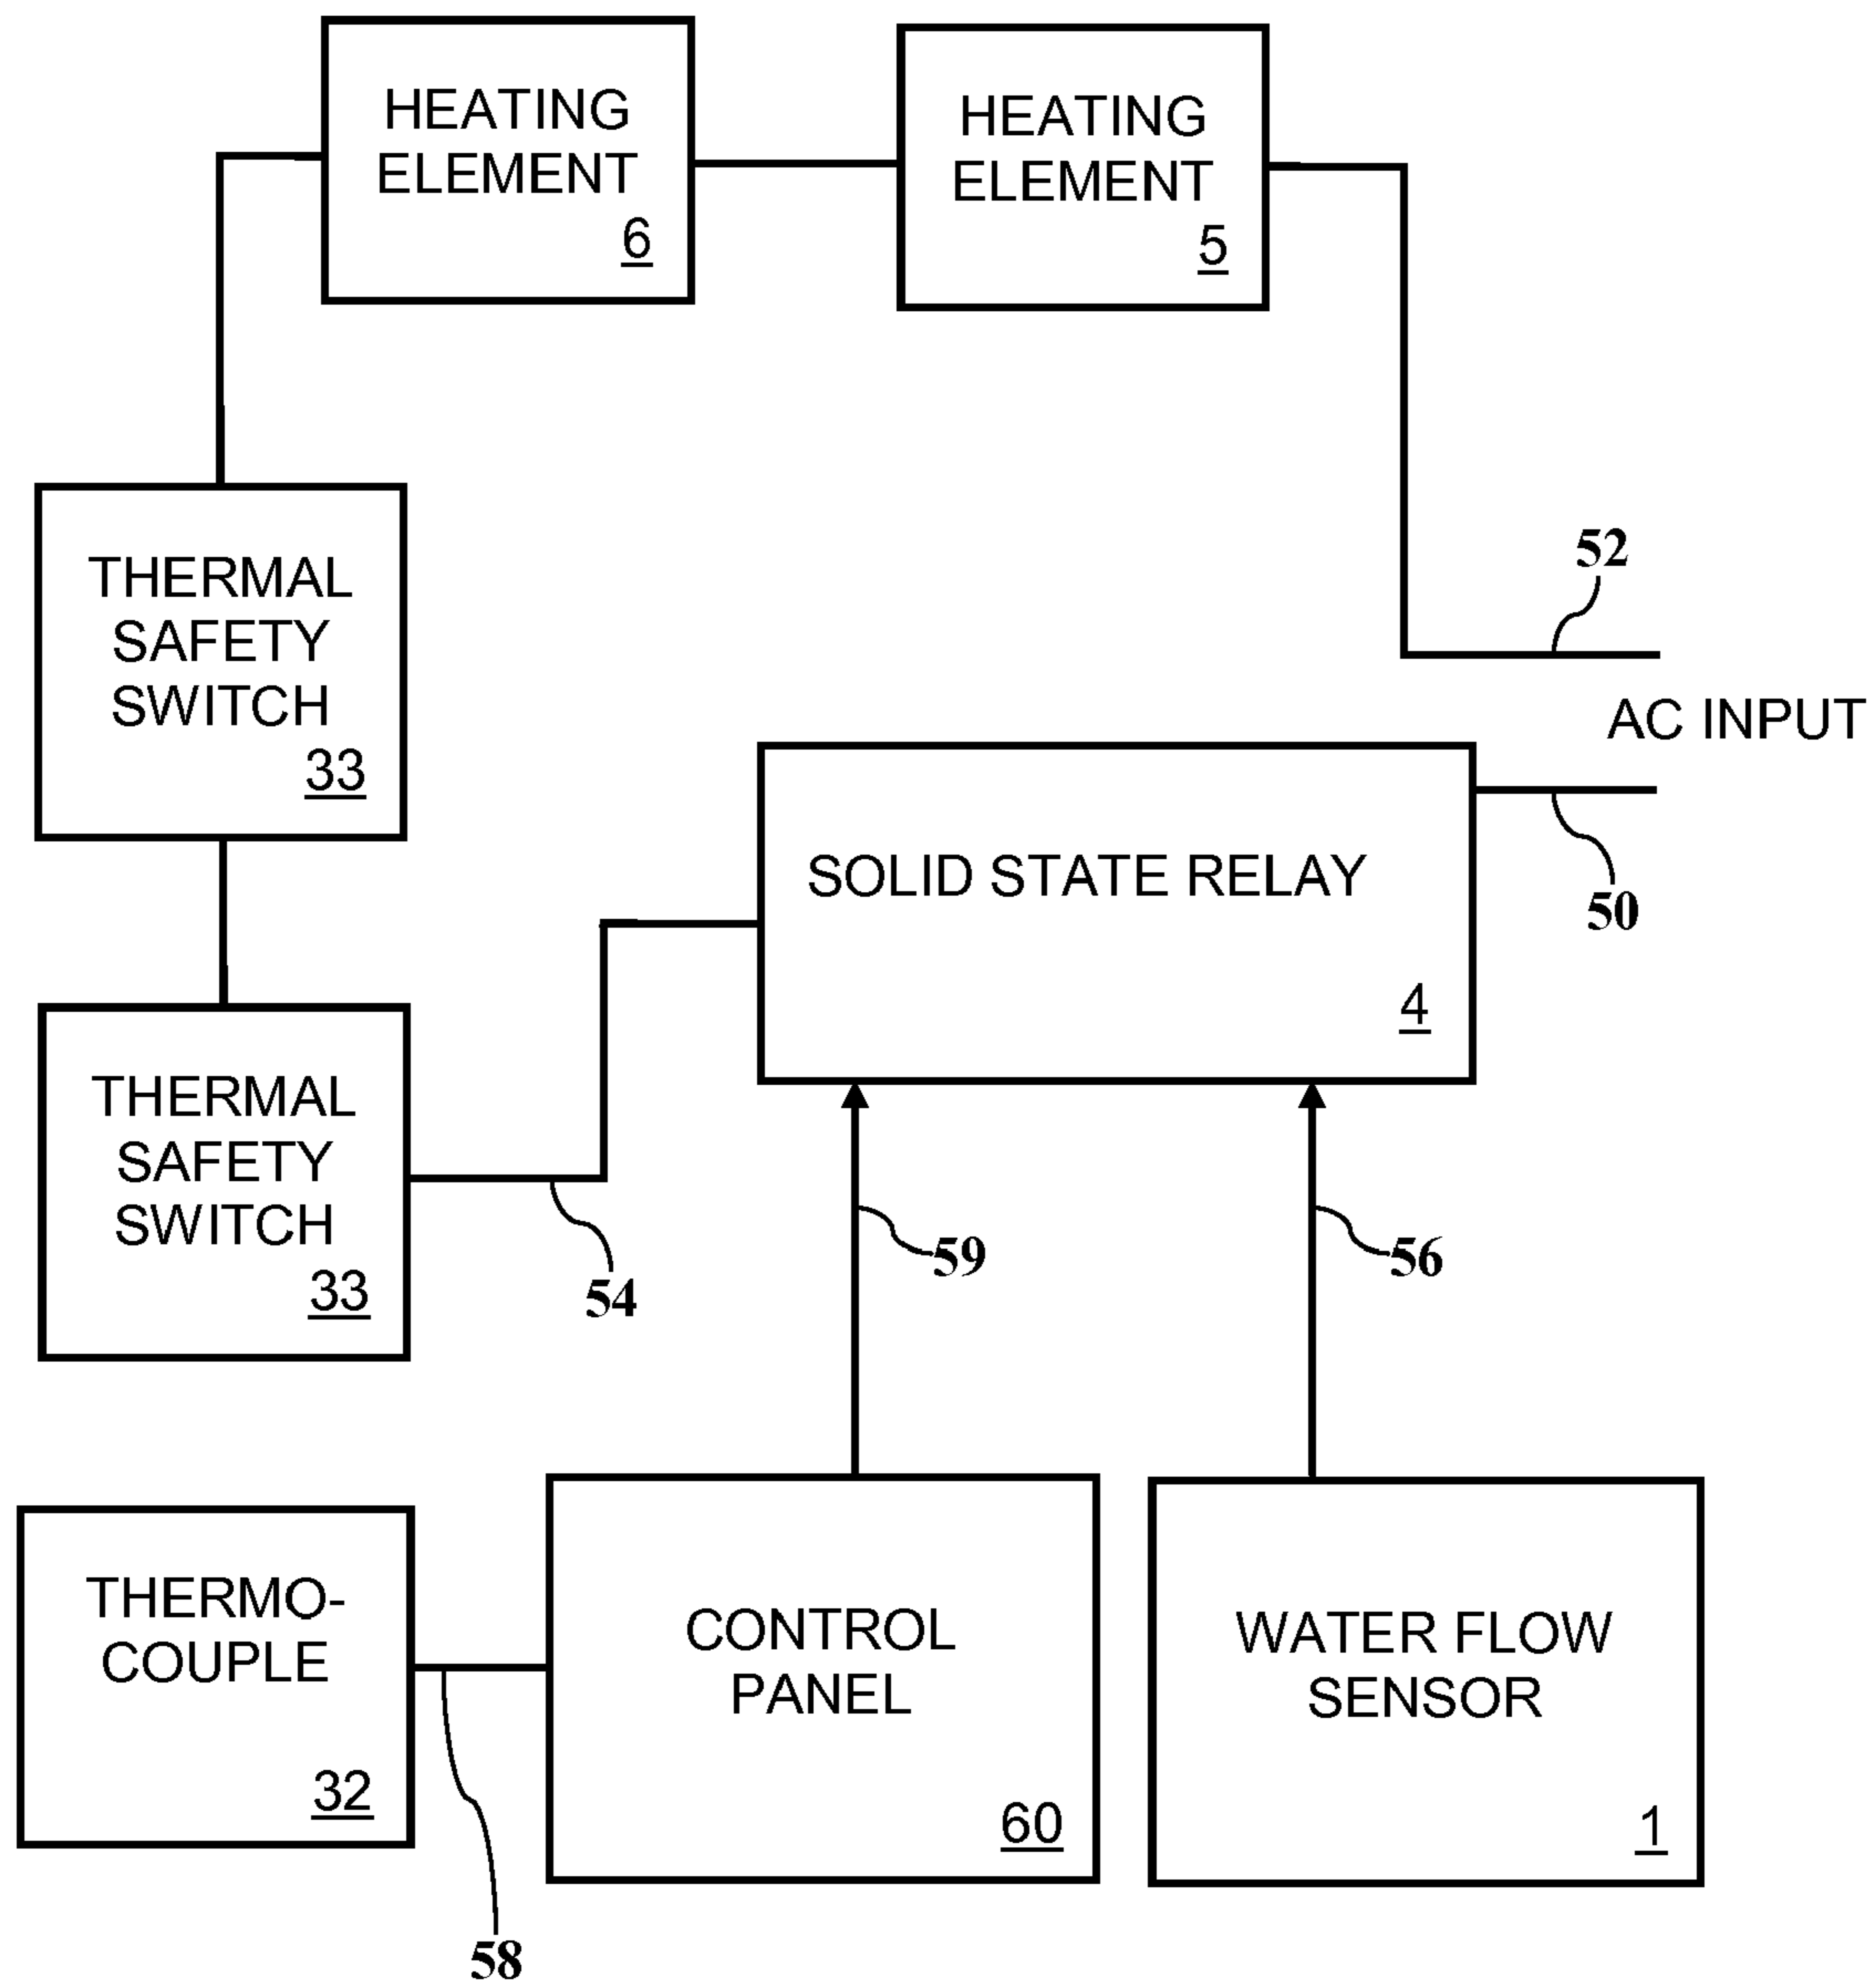 HEATING
ELEMENT
6
HEATING
ELEMENT
5
52
THERMAL
SAFETY
SWITCH
33
AC INPUT
SOLID STATE RELAY
4
50
THERMAL
SAFETY
SWITCH
33
54
59
56
THERMO-
COUPLE
32
CONTROL
PANEL
60
WATER FLOW
SENSOR
1
58